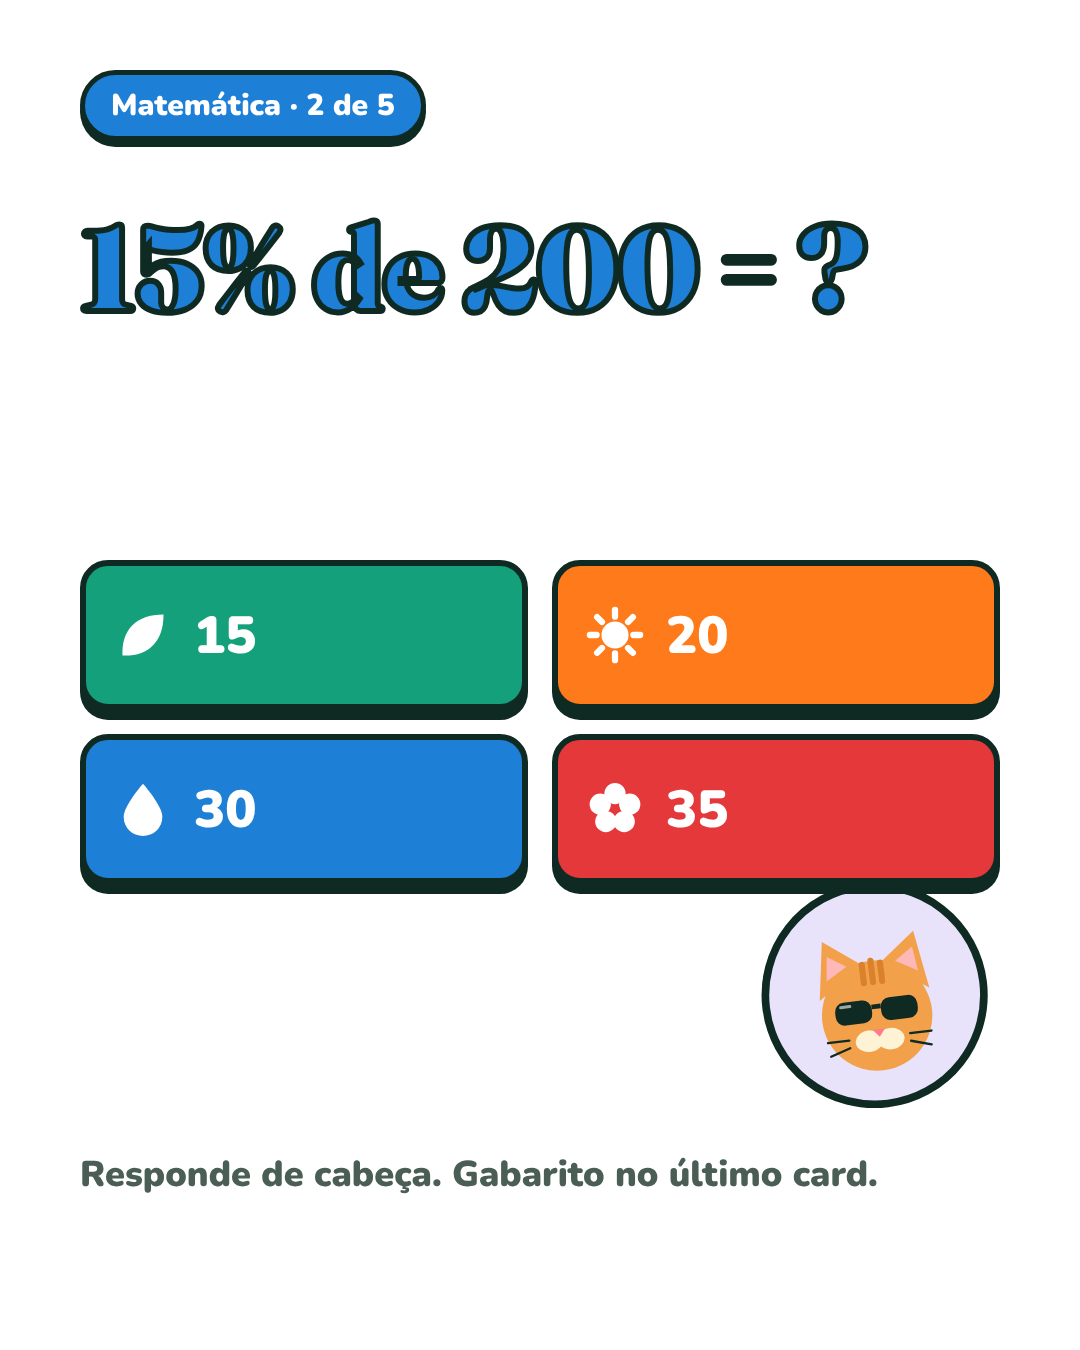 Matemática · 2 de 5
15% de 200 = ?
15
20
30
35
Responde de cabeça. Gabarito no último card.